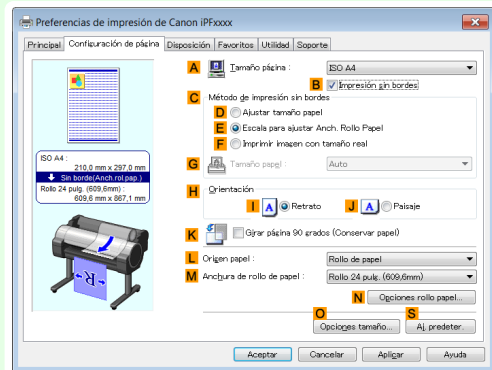 Preferencias de impresión de Canon iPFxxxx
Principal Configuración de página Disposición Favoritos Utilidad Soporte
A Tamaño página : ISO A4
B Impresión sin bordes
C Método de impresión sin bordes
D Ajustar tamaño papel
E Escala para ajustar Anch. Rollo Papel
F Imprimir imagen con tamaño real
G Tamaño papel : Auto
H Orientación
I A Retrato J A Paisaje
K Girar página 90 grados (Conservar papel)
L Origen papel : Rollo de papel
M Anchura de rollo de papel : Rollo 24 pulg. (609,6mm)
N Opciones rollo papel...
O S
Opciones tamaño... Aj. predeter.
Aceptar Cancelar Aplicar Ayuda
ISO A4 :
210,0 mm x 297,0 mm
Sin borde(Anch.rol.pap.)
Rollo 24 pulg. (609,6mm) :
609,6 mm x 867,1 mm
R